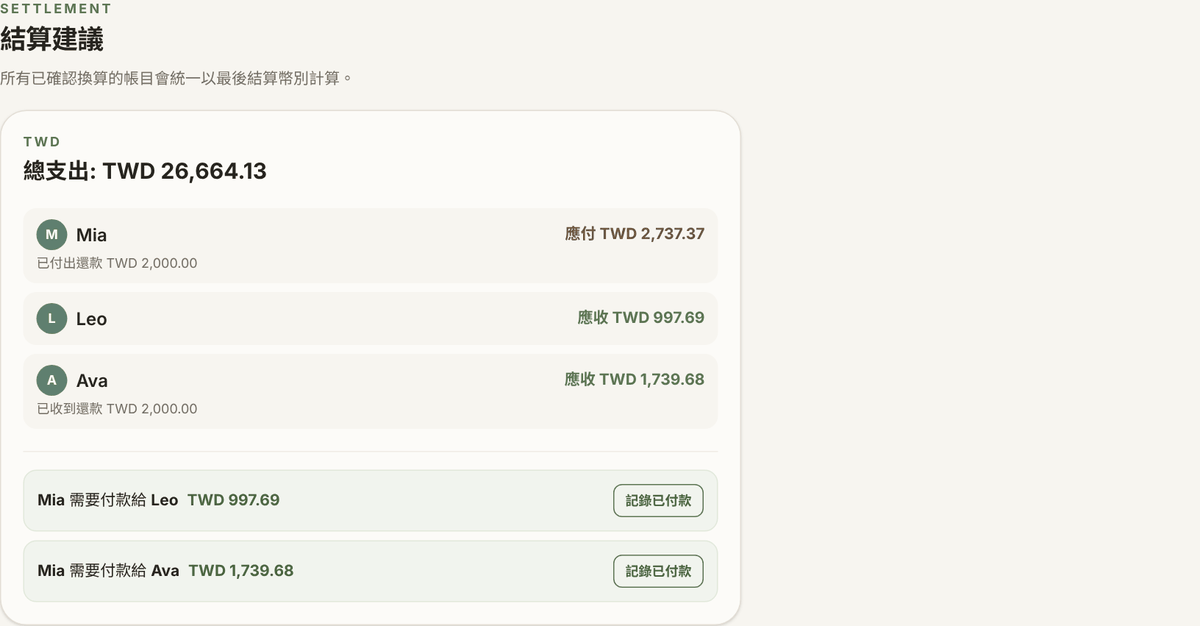 SETTLEMENT
結算建議
所有已確認換算的帳目會統一以最後結算幣別計算。
TWD
總支出: TWD 26,664.13
M Mia 應付 TWD 2,737.37
已付出還款 TWD 2,000.00
L Leo 應收 TWD 997.69
A Ava 應收 TWD 1,739.68
已收到還款 TWD 2,000.00
Mia 需要付款給 Leo TWD 997.69 記錄已付款
Mia 需要付款給 Ava TWD 1,739.68 記錄已付款